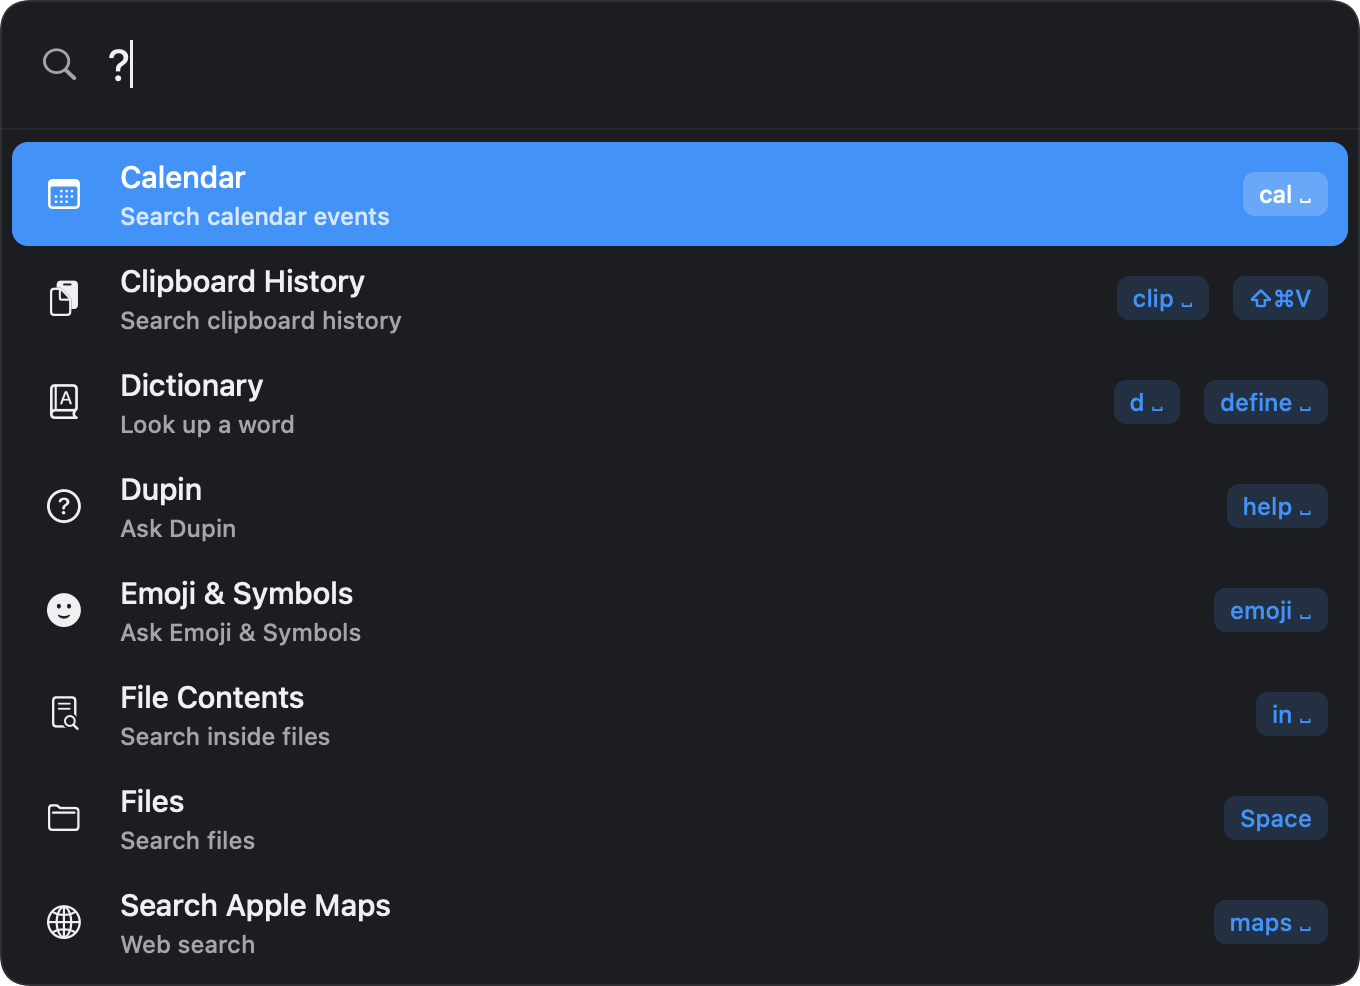 ?
Calendar
Search calendar events
cal ⎵
Clipboard History
Search clipboard history
clip ⎵ ⇧⌘V
Dictionary
Look up a word
d ⎵ define ⎵
Dupin
Ask Dupin
help ⎵
Emoji & Symbols
Ask Emoji & Symbols
emoji ⎵
File Contents
Search inside files
in ⎵
Files
Search files
Space
Search Apple Maps
Web search
maps ⎵